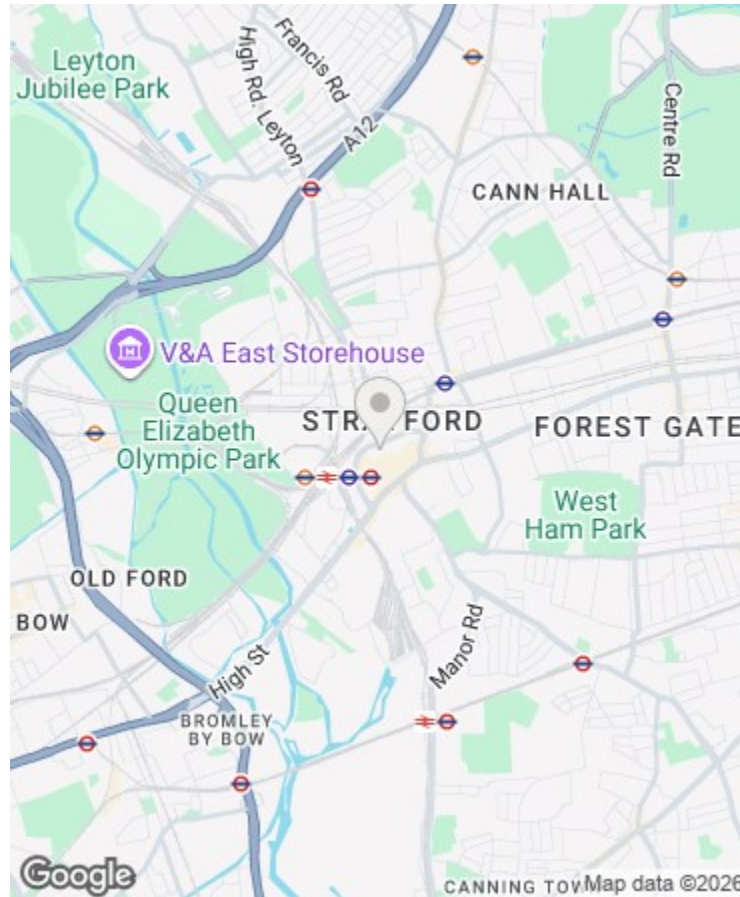 Leyton
Jubilee Park
Francis Rd
High Rd. Leyton
A12
Centre Rd
CANN HALL
V&A East Storehouse
Queen
Elizabeth
Olympic Park
FOREST GATE
West
Ham Park
OLD FORD
BOW
High St
Manor Rd
BROMLEY
BY BOW
Google
CANNING
Map data ©2026